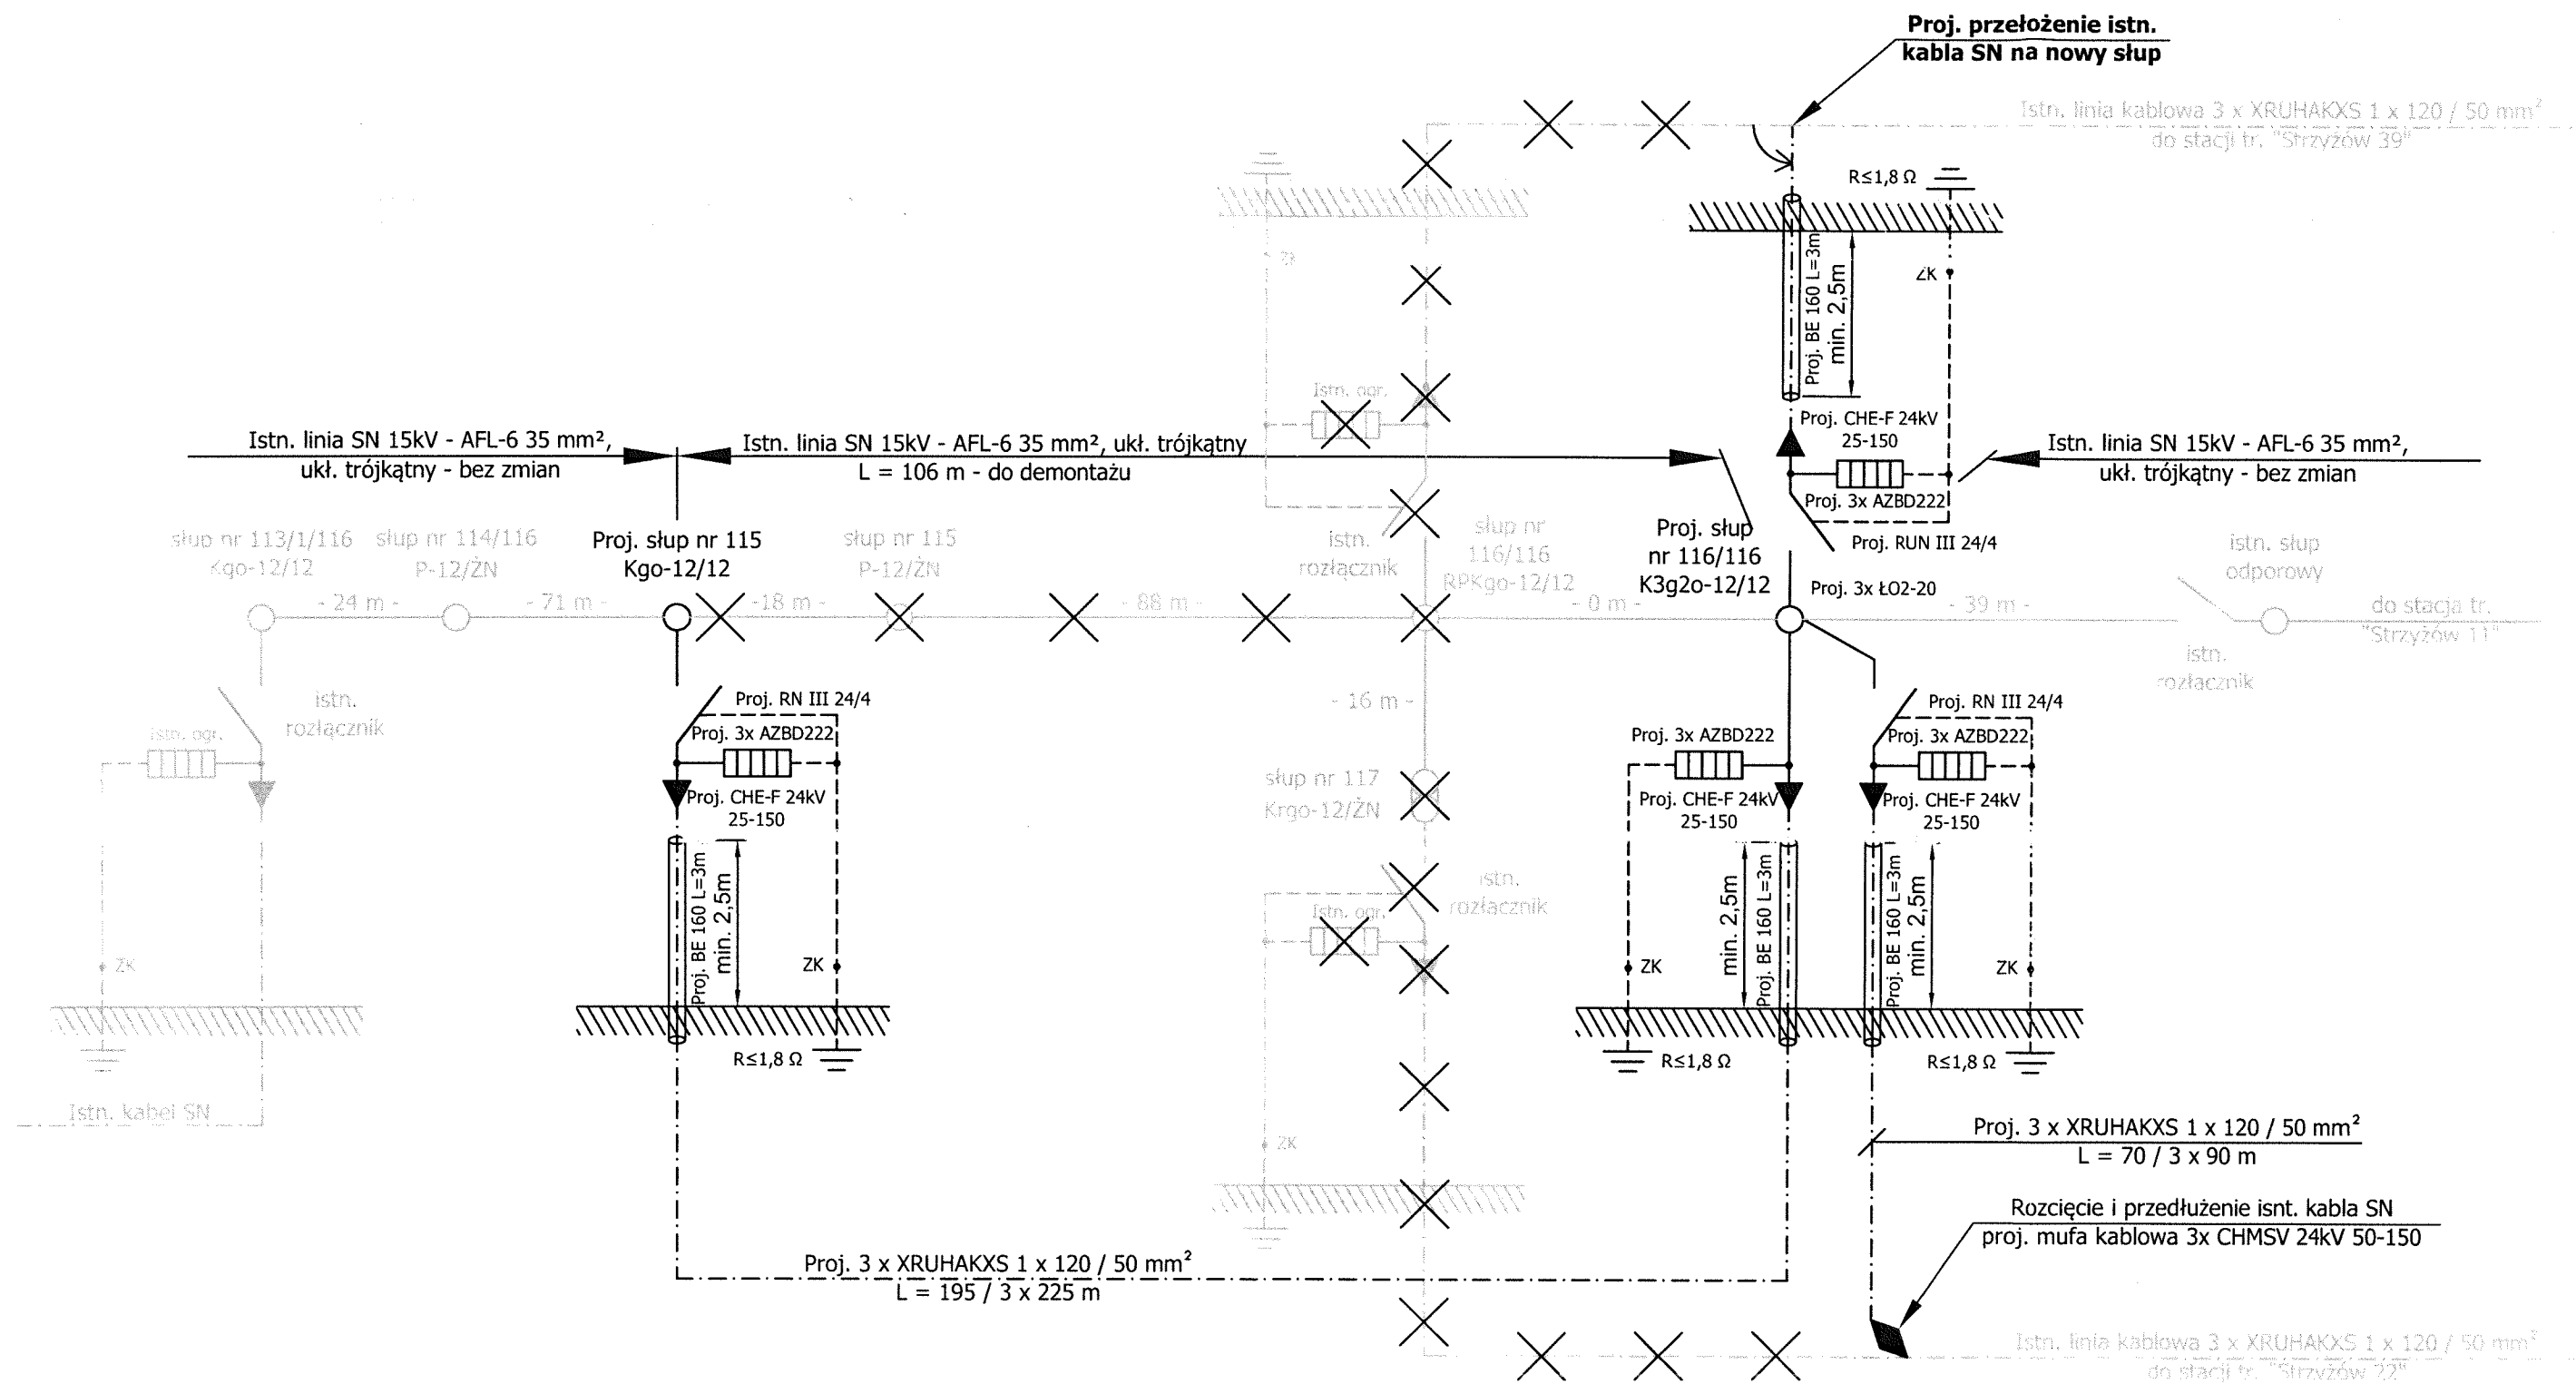 Proj. przełożenie istn.
kabla SN na nowy słup
Istn. linia kablowa 3 x XRUHAKXS 1 x 120 / 50 mm²
do stacji tr. "Strzyżów 39"
R≤1,8 Ω
ZK
ZK
Proj. BE 160 L=3m
min. 2,5m
Istn. ogr.
Proj. CHE-F 24kV
25-150
Istn. linia SN 15kV - AFL-6 35 mm²,
ukł. trójkątny - bez zmian
Istn. linia SN 15kV - AFL-6 35 mm², ukł. trójkątny
L = 106 m - do demontażu
Istn. linia SN 15kV - AFL-6 35 mm²,
ukł. trójkątny - bez zmian
Proj. 3x AZBD222
Proj. RUN III 24/4
słup nr 113/1/116
Kgo-12/12
słup nr 114/116
P-12/ŻN
Proj. słup nr 115
Kgo-12/12
słup nr 115
P-12/ŻN
istn.
rozłącznik
słup nr
116/116
RPKgo-12/12
Proj. słup
nr 116/116
K3g2o-12/12
Proj. 3x ŁO2-20
istn. słup
odporowy
- 24 m -
- 71 m -
-18 m -
- 88 m -
- 0 m -
- 39 m -
do stacja tr.
"Strzyżów 11"
istn.
rozłącznik
istn.
rozłącznik
Istn. ogr.
Proj. RN III 24/4
Proj. 3x AZBD222
Proj. CHE-F 24kV
25-150
- 16 m -
słup nr 117
Krgo-12/ŻN
Proj. 3x AZBD222
Proj. CHE-F 24kV
25-150
Proj. RN III 24/4
Proj. 3x AZBD222
Proj. CHE-F 24kV
25-150
Proj. BE 160 L=3m
min. 2,5m
istn.
rozłącznik
Istn. ogr.
min. 2,5m
Proj. BE 160 L=3m
Proj. BE 160 L=3m
min. 2,5m
ZK
ZK
ZK
ZK
R≤1,8 Ω
R≤1,8 Ω
R≤1,8 Ω
Istn. kabel SN
ZK
Proj. 3 x XRUHAKXS 1 x 120 / 50 mm²
L = 70 / 3 x 90 m
Rozcięcie i przedłużenie isnt. kabla SN
proj. mufa kablowa 3x CHMSV 24kV 50-150
Proj. 3 x XRUHAKXS 1 x 120 / 50 mm²
L = 195 / 3 x 225 m
Istn. linia kablowa 3 x XRUHAKXS 1 x 120 / 50 mm²
do stacji tr. "Strzyżów 22"